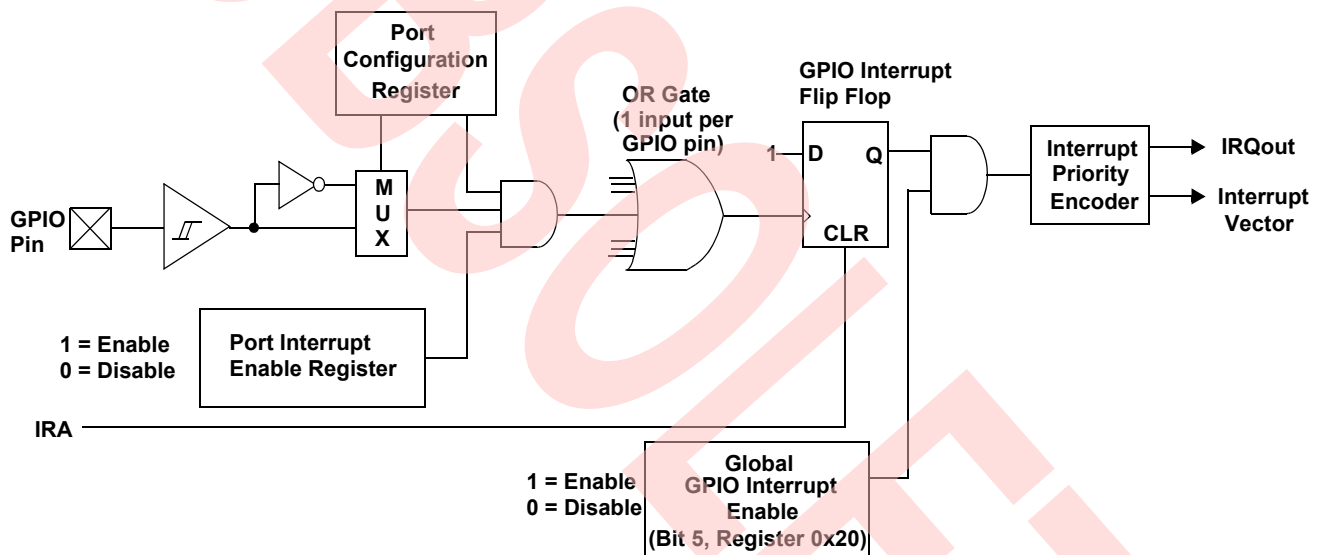 Port
Configuration
Register
OR Gate
(1 input per
GPIO pin)
GPIO Interrupt
Flip Flop
1
D
Q
CLR
M
U
X
GPIO
Pin
Interrupt
Priority
Encoder
IRQout
Interrupt
Vector
1 = Enable
0 = Disable
Port Interrupt
Enable Register
IRA
1 = Enable
0 = Disable
Global
GPIO Interrupt
Enable
(Bit 5, Register 0x20)